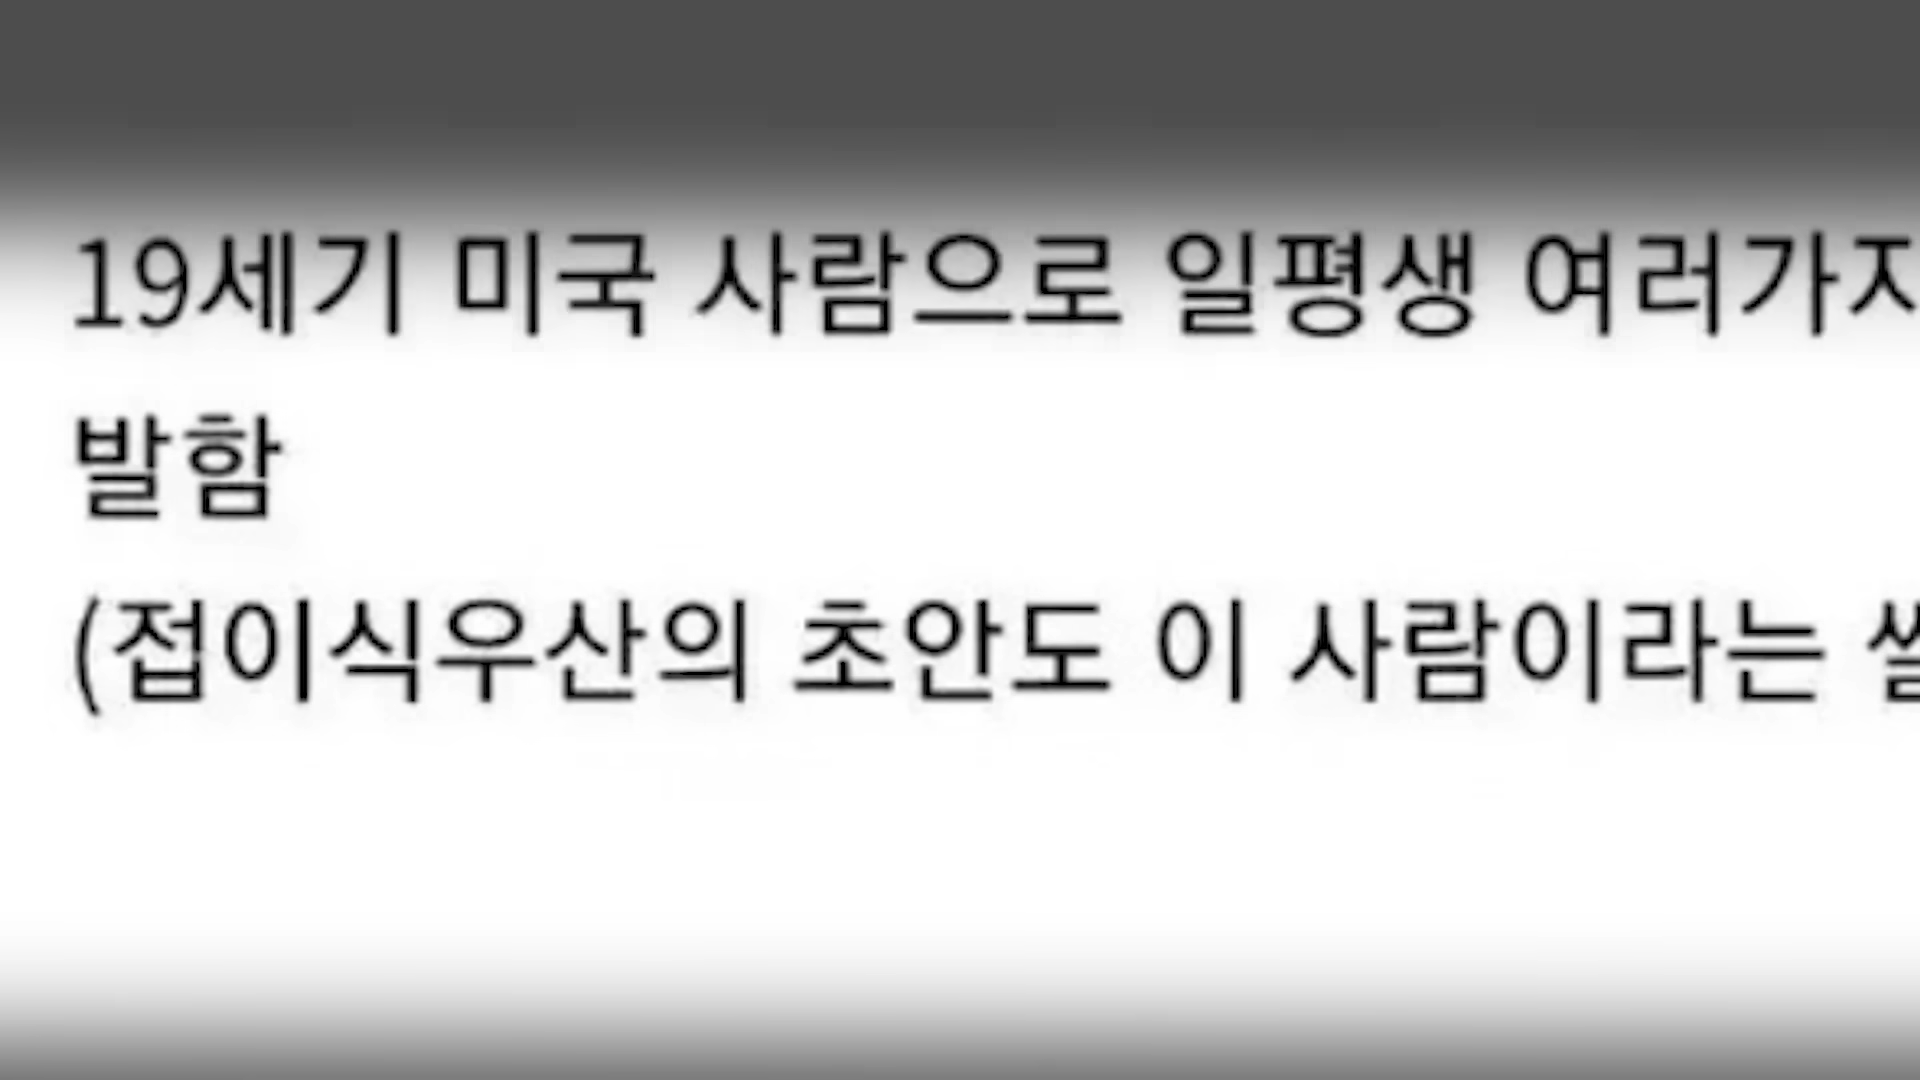 19세기 미국 사람으로 일평생 여러가지
발함
(접이식우산의 초안도 이 사람이라는